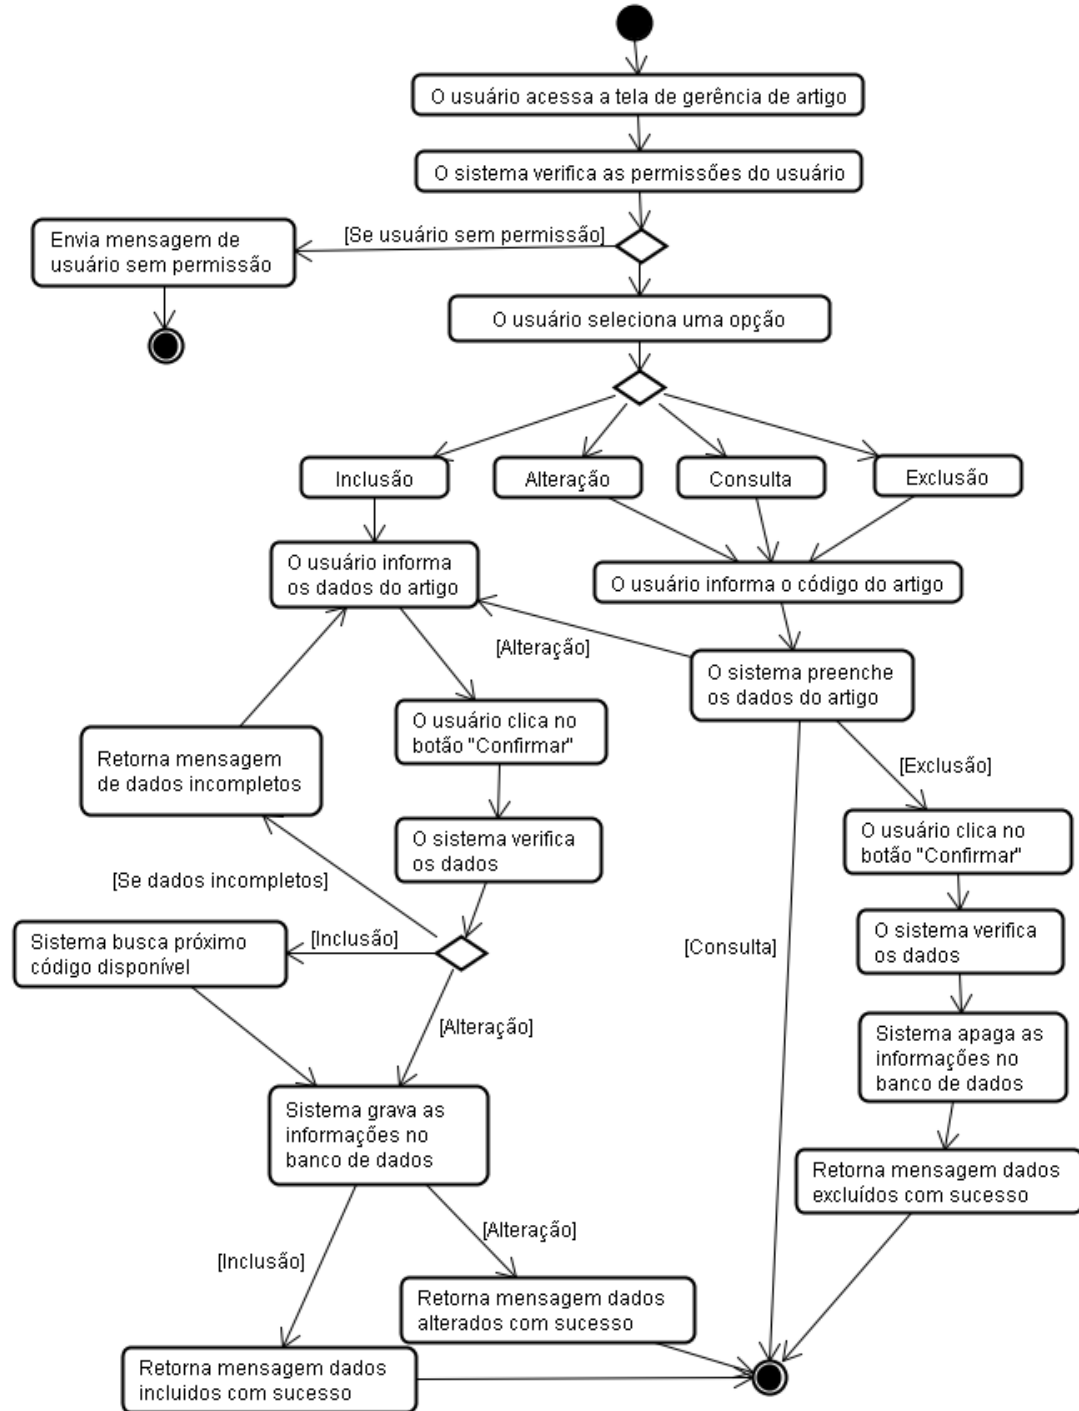 O usuário acessa a tela de gerência de artigo
O sistema verifica as permissões do usuário
[Se usuário sem permissão]
Envia mensagem de
usuário sem permissão
O usuário seleciona uma opção
Inclusão
Alteração
Consulta
Exclusão
O usuário informa
os dados do artigo
O usuário informa o código do artigo
[Alteração]
O sistema preenche
os dados do artigo
O usuário clica no
botão "Confirmar"
Retorna mensagem
de dados incompletos
[Exclusão]
O usuário clica no
botão "Confirmar"
O sistema verifica
os dados
[Se dados incompletos]
O sistema verifica
os dados
Sistema busca próximo
código disponível
[Inclusão]
[Consulta]
[Alteração]
Sistema apaga as
informações no
banco de dados
Sistema grava as
informações no
banco de dados
Retorna mensagem dados
excluídos com sucesso
[Alteração]
[Inclusão]
Retorna mensagem dados
alterados com sucesso
Retorna mensagem dados
incluidos com sucesso